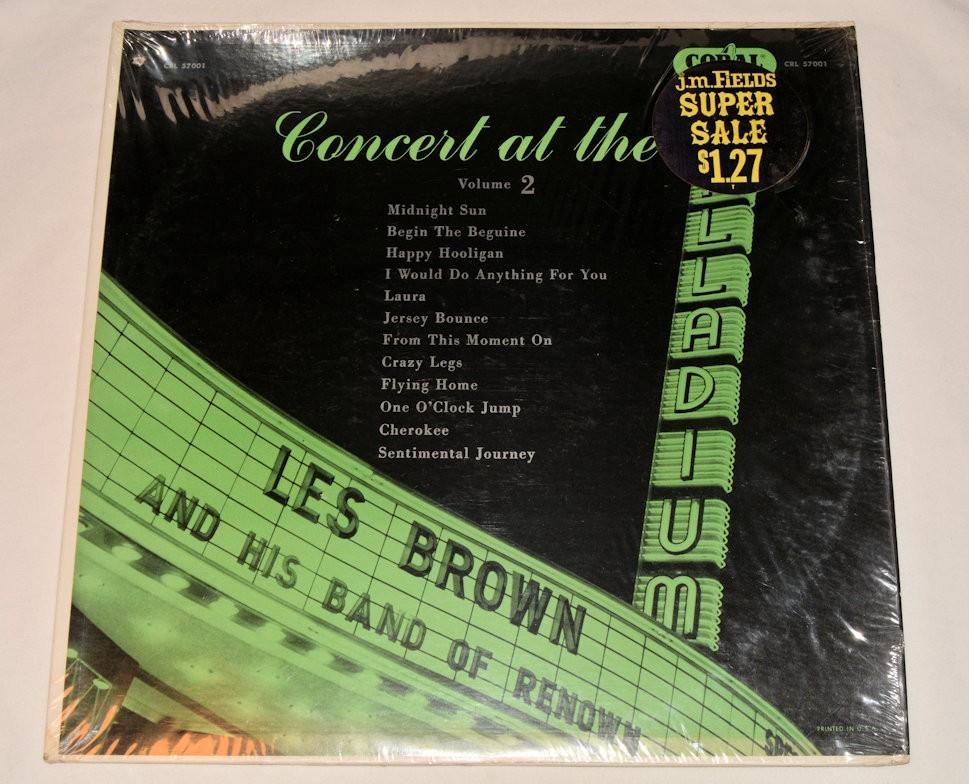 CRL 57001
CORAL
CRL 57001
j.m. FIELDS
SUPER
SALE
$1.27
Concert at the
LLADIUM
Volume 2
Midnight Sun
Begin The Beguine
Happy Hooligan
I Would Do Anything For You
Laura
Jersey Bounce
From This Moment On
Crazy Legs
Flying Home
One O'Clock Jump
Cherokee
Sentimental Journey
LES BROWN
AND HIS BAND OF RENOWN
PRINTED IN U.S.A.